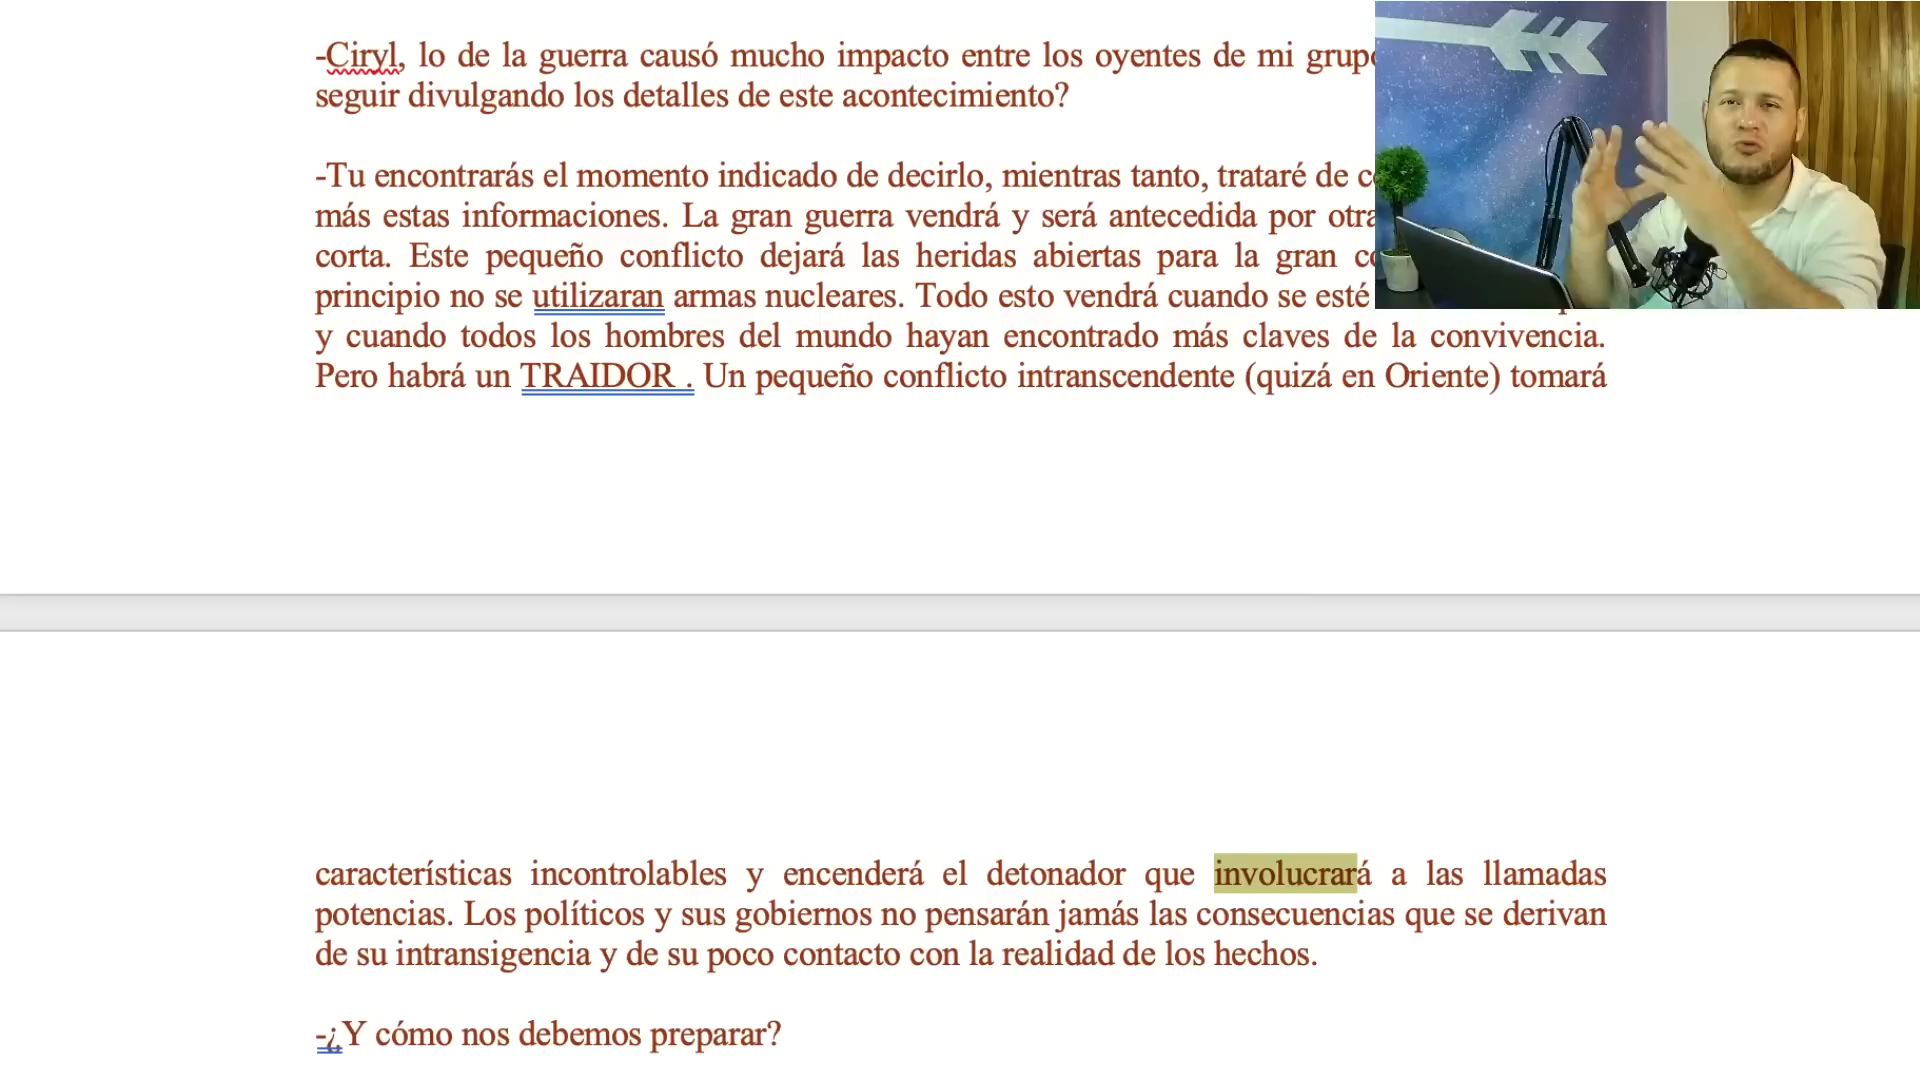 -Ciryl, lo de la guerra causó mucho impacto entre los oyentes de mi grupo
seguir divulgando los detalles de este acontecimiento?
-Tu encontrarás el momento indicado de decirlo, mientras tanto, trataré de
más estas informaciones. La gran guerra vendrá y será antecedida por otra
corta. Este pequeño conflicto dejará las heridas abiertas para la gran
principio no se utilizaran armas nucleares. Todo esto vendrá cuando se esté
y cuando todos los hombres del mundo hayan encontrado más claves de la convivencia.
Pero habrá un TRAIDOR . Un pequeño conflicto intranscendente (quizá en Oriente) tomará
características incontrolables y encenderá el detonador que involucrará a las llamadas
potencias. Los políticos y sus gobiernos no pensarán jamás las consecuencias que se derivan
de su intransigencia y de su poco contacto con la realidad de los hechos.
-¿Y cómo nos debemos preparar?